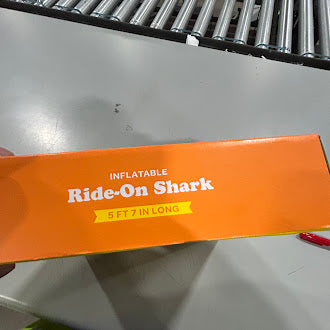 INFLATABLE
Ride-On Shark
5 FT 7 IN LONG